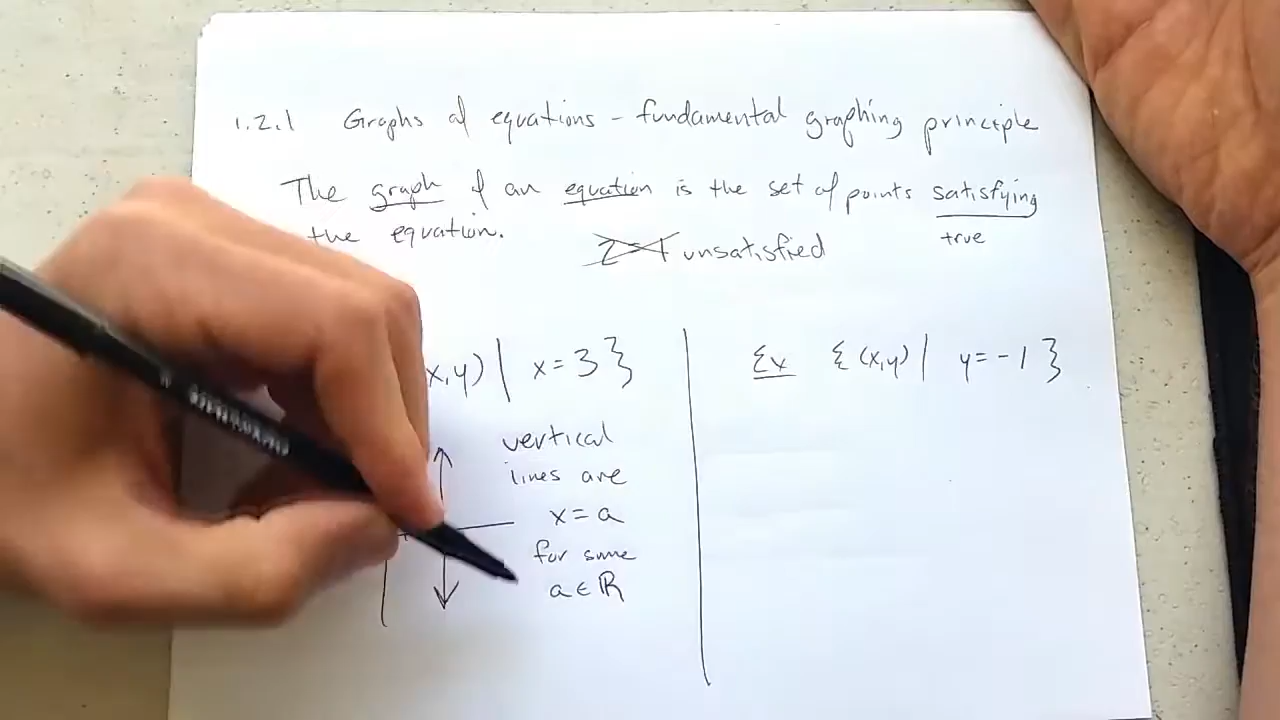 1.2.1 Graphs of equations - fundamental graphing principle
The graph of an equation is the set of points satisfying
the equation. 2=1 unsatisfied true
x,y) | x=3}
vertical
lines are
x=a
for some
a∈ℝ
Ex {(x,y) | y=-1}